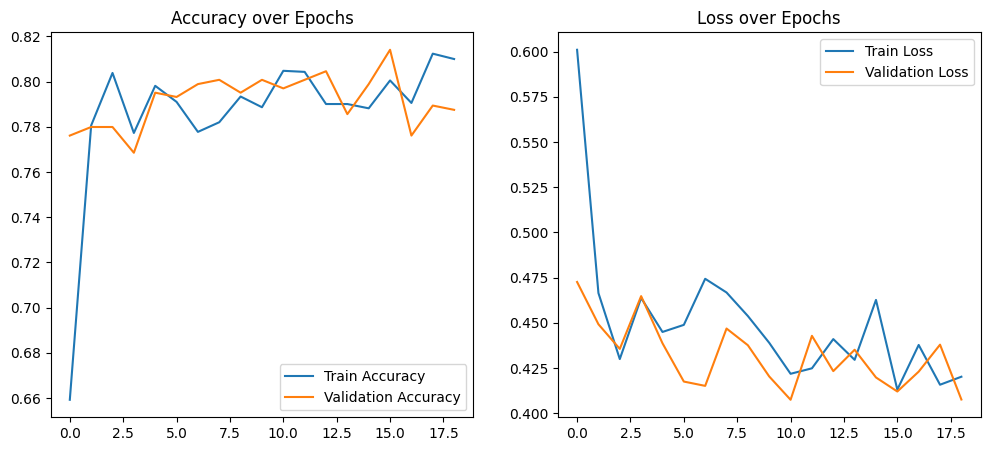 Accuracy over Epochs
0.82
0.80
0.78
0.76
0.74
0.72
0.70
0.68
0.66
Train Accuracy
Validation Accuracy
0.0 2.5 5.0 7.5 10.0 12.5 15.0 17.5
Loss over Epochs
Train Loss
Validation Loss
0.600
0.575
0.550
0.525
0.500
0.475
0.450
0.425
0.400
0.0 2.5 5.0 7.5 10.0 12.5 15.0 17.5